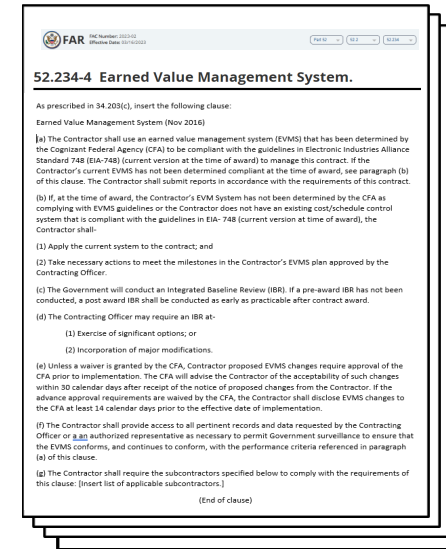 FAR
FAC Number: 2023-02
Effective Date: 03/16/2023
Part 52
52.2
52.234
52.234-4 Earned Value Management System.
As prescribed in 34.203(c), insert the following clause:
Earned Value Management System (Nov 2016)
(a) The Contractor shall use an earned value management system (EVMS) that has been determined by
the Cognizant Federal Agency (CFA) to be compliant with the guidelines in Electronic Industries Alliance
Standard 748 (EIA-748) (current version at the time of award) to manage this contract. If the
Contractor's current EVMS has not been determined compliant at the time of award, see paragraph (b)
of this clause. The Contractor shall submit reports in accordance with the requirements of this contract.
(b) If, at the time of award, the Contractor's EVM System has not been determined by the CFA as
complying with EVMS guidelines or the Contractor does not have an existing cost/schedule control
system that is compliant with the guidelines in EIA- 748 (current version at time of award), the
Contractor shall-
(1) Apply the current system to the contract; and
(2) Take necessary actions to meet the milestones in the Contractor's EVMS plan approved by the
Contracting Officer.
(c) The Government will conduct an Integrated Baseline Review (IBR). If a pre-award IBR has not been
conducted, a post award IBR shall be conducted as early as practicable after contract award.
(d) The Contracting Officer may require an IBR at-
(1) Exercise of significant options; or
(2) Incorporation of major modifications.
(e) Unless a waiver is granted by the CFA, Contractor proposed EVMS changes require approval of the
CFA prior to implementation. The CFA will advise the Contractor of the acceptability of such changes
within 30 calendar days after receipt of the notice of proposed changes from the Contractor. If the
advance approval requirements are waived by the CFA, the Contractor shall disclose EVMS changes to
the CFA at least 14 calendar days prior to the effective date of implementation.
(f) The Contractor shall provide access to all pertinent records and data requested by the Contracting
Officer or a an authorized representative as necessary to permit Government surveillance to ensure that
the EVMS conforms, and continues to conform, with the performance criteria referenced in paragraph
(a) of this clause.
(g) The Contractor shall require the subcontractors specified below to comply with the requirements of
this clause: [Insert list of applicable subcontractors.]
(End of clause)